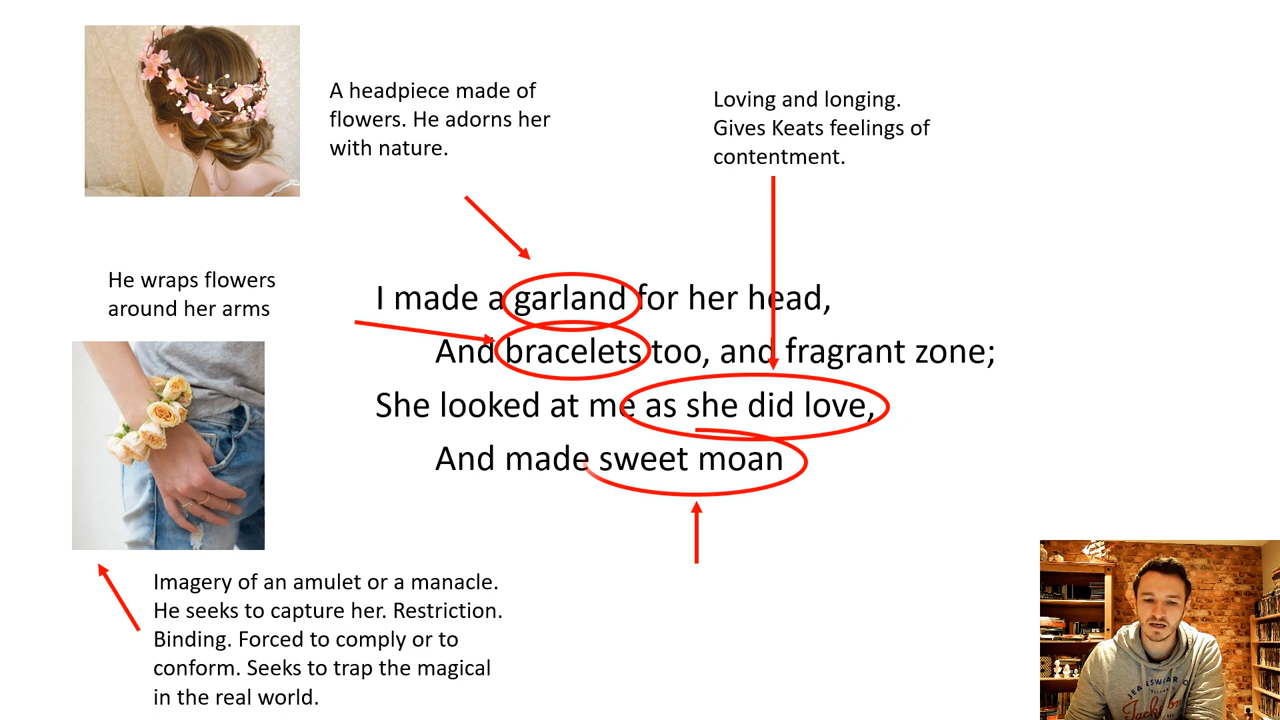 A headpiece made of
flowers. He adorns her
with nature.
Loving and longing.
Gives Keats feelings of
contentment.
He wraps flowers
around her arms
I made a garland for her head,
And bracelets too, and fragrant zone;
She looked at me as she did love,
And made sweet moan
Imagery of an amulet or a manacle.
He seeks to capture her. Restriction.
Binding. Forced to comply or to
conform. Seeks to trap the magical
in the real world.